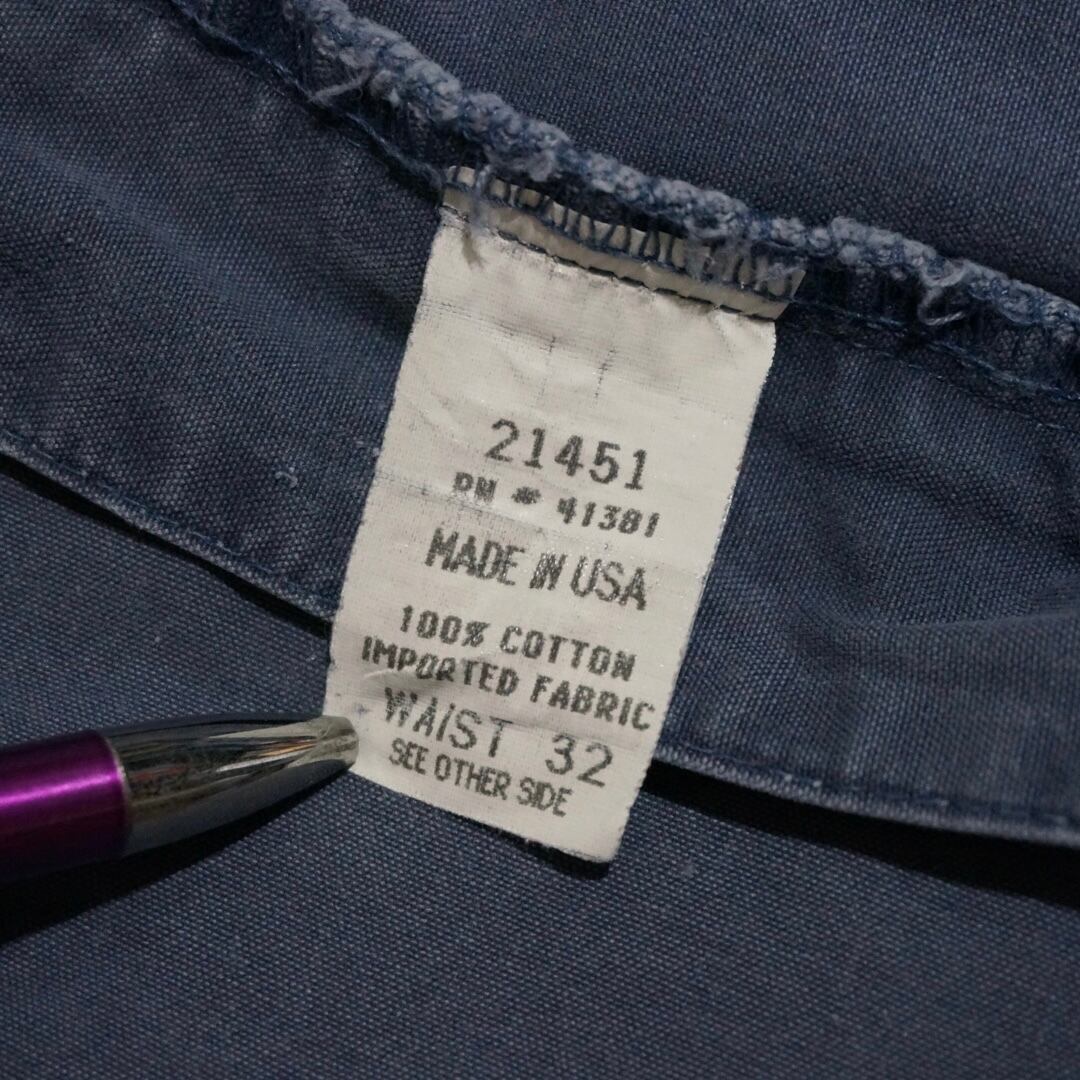 21451
RN # 41381
MADE IN USA
100% COTTON
IMPORTED FABRIC
WAIST 32
SEE OTHER SIDE